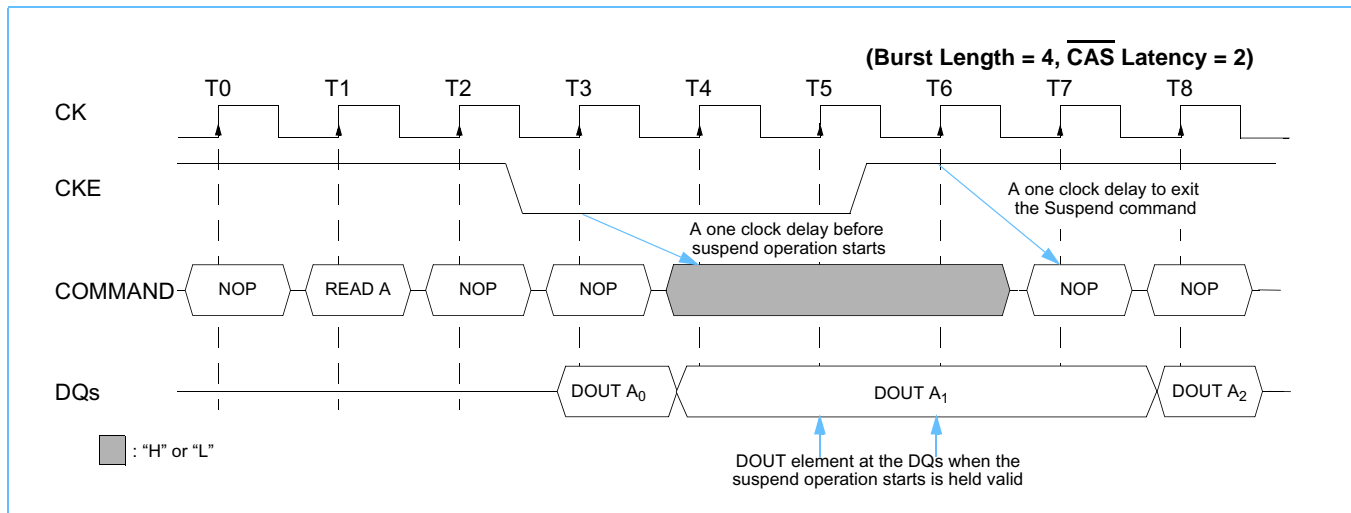 (Burst Length = 4, CAS Latency = 2)
T0 T1 T2 T3 T4 T5 T6 T7 T8
CK
CKE
A one clock delay to exit
the Suspend command
A one clock delay before
suspend operation starts
COMMAND NOP READ A NOP NOP NOP NOP
DQs DOUT A0 DOUT A1 DOUT A2
: “H” or “L”
DOUT element at the DQs when the
suspend operation starts is held valid